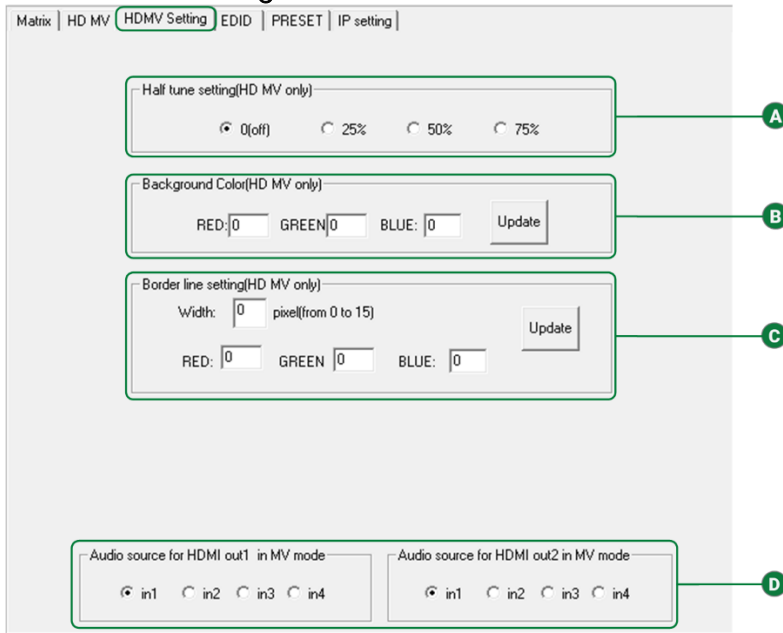 Matrix HD MV HDMV Setting EDID PRESET IP setting
Half tune setting(HD MV only)
0(off) 25% 50% 75%
A
Background Color(HD MV only)
RED: 0 GREEN 0 BLUE: 0 Update
B
Border line setting(HD MV only)
Width: 0 pixel(from 0 to 15)
Update
C
RED: 0 GREEN 0 BLUE: 0
Audio source for HDMI out1 in MV mode Audio source for HDMI out2 in MV mode
in1 in2 in3 in4 in1 in2 in3 in4
D